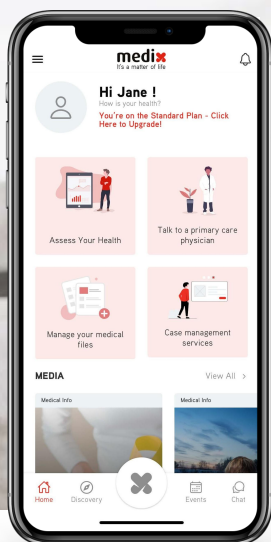 medix
It's a matter of life
Hi Jane !
How is your health?
You're on the Standard Plan - Click
Here to Upgrade!
Assess Your Health
Talk to a primary care
physician
Manage your medical
files
Case management
services
MEDIA
View All >
Medical Info
Medical Info
Home
Discovery
Events
Chat